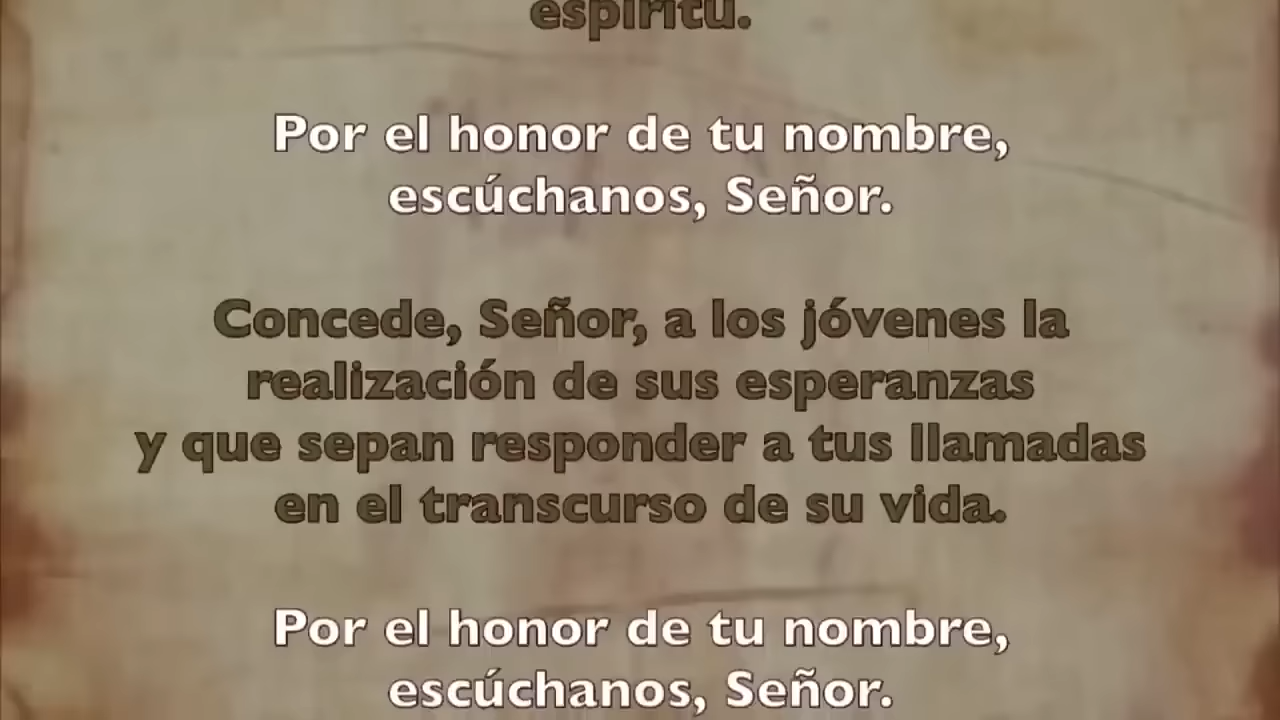 espíritu.
Por el honor de tu nombre,
escúchanos, Señor.
Concede, Señor, a los jóvenes la
realización de sus esperanzas
y que sepan responder a tus llamadas
en el transcurso de su vida.
Por el honor de tu nombre,
escúchanos, Señor.